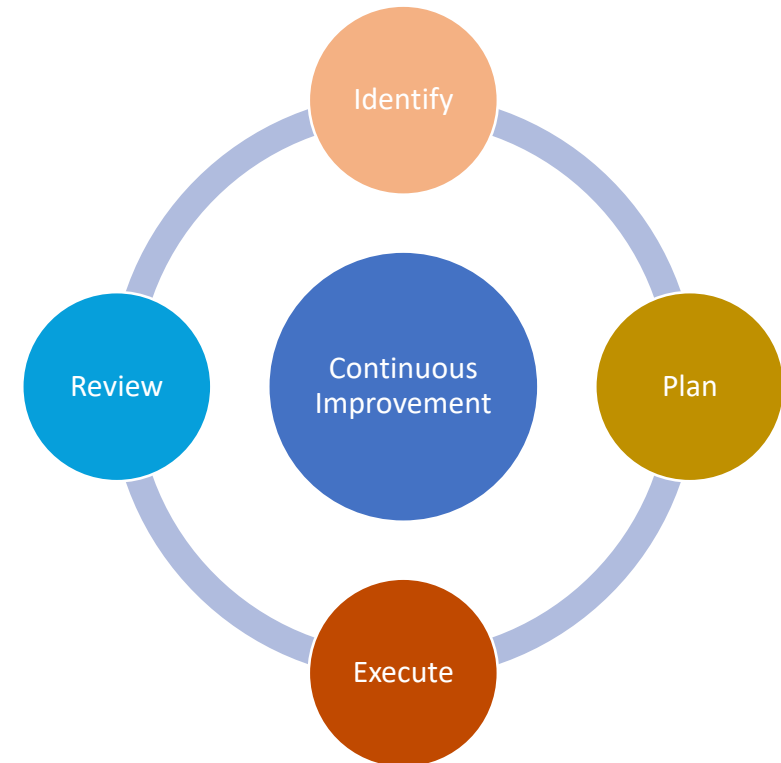 Identify
Review
Continuous
Improvement
Plan
Execute